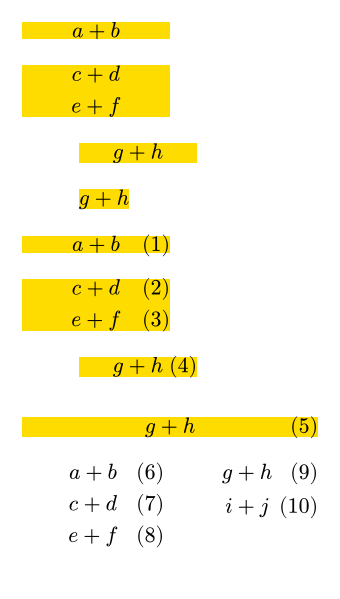 a + b
c + d
e + f
g + h
g + h
a + b (1)
c + d (2)
e + f (3)
g + h (4)
g + h (5)
a + b (6) g + h (9)
c + d (7) i + j (10)
e + f (8)